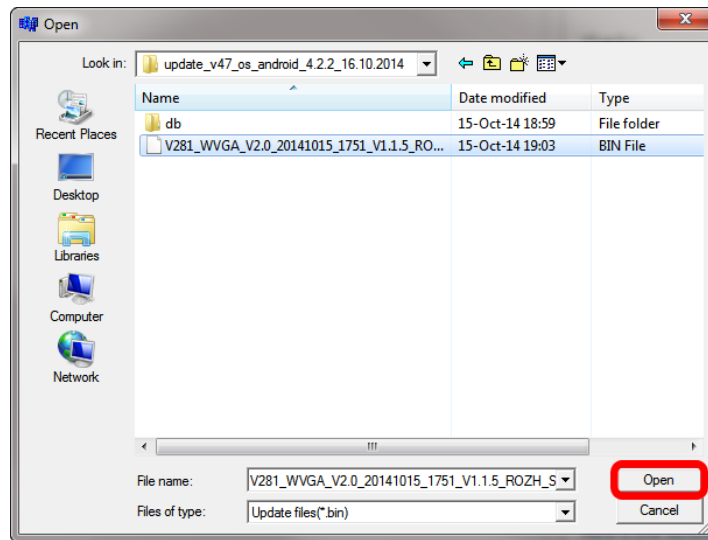 Open
Look in: update_v47_os_android_4.2.2_16.10.2014
Name Date modified Type
db 15-Oct-14 18:59 File folder
V281_WVGA_V2.0_20141015_1751_V1.1.5_RO... 15-Oct-14 19:03 BIN File
Recent Places
Desktop
Libraries
Computer
Network
File name: V281_WVGA_V2.0_20141015_1751_V1.1.5_ROZH_S Open
Files of type: Update files(*.bin) Cancel